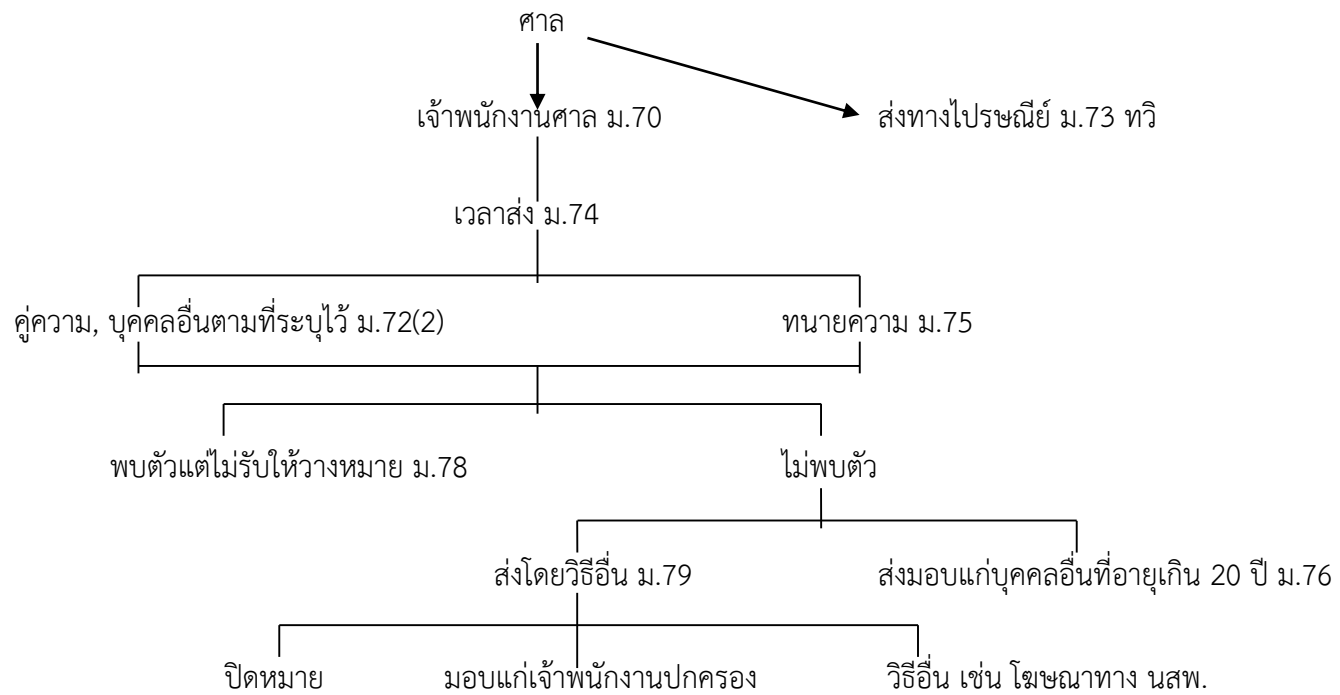 ศาล
เจ้าพนักงานศาล ม.70 ส่งทางไปรษณีย์ ม.73 ทวิ
เวลาส่ง ม.74
คู่ความ, บุคคลอื่นตามที่ระบุไว้ ม.72(2) ทนายความ ม.75
พบตัวแต่ไม่รับให้วางหมาย ม.78 ไม่พบตัว
ส่งโดยวิธีอื่น ม.79 ส่งมอบแก่บุคคลอื่นที่อายุเกิน 20 ปี ม.76
ปิดหมาย มอบแก่เจ้าพนักงานปกครอง วิธีอื่น เช่น โฆษณาทาง นสพ.